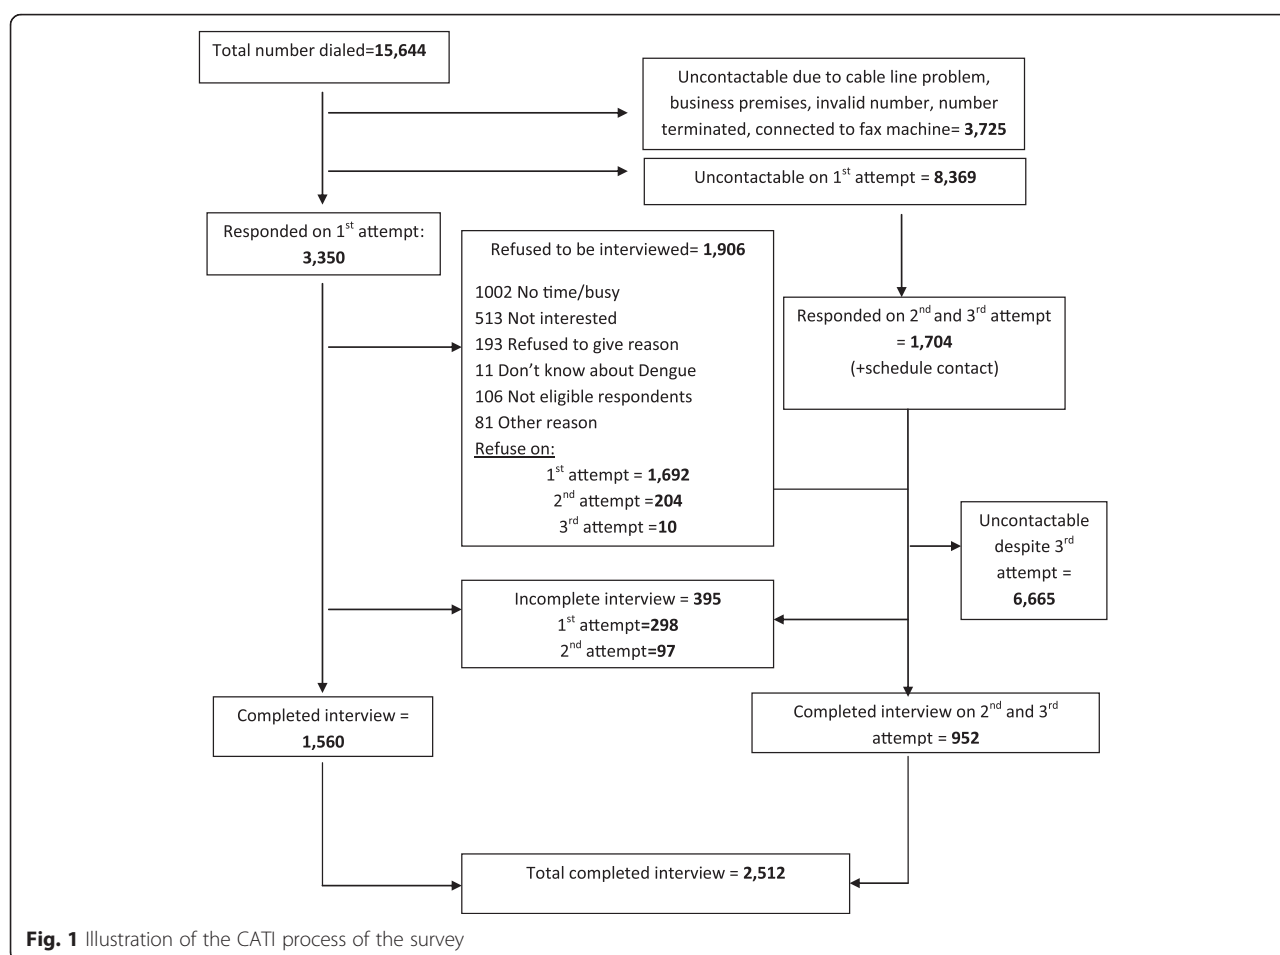 Total number dialed=15,644
Uncontactable due to cable line problem,
business premises, invalid number, number
terminated, connected to fax machine= 3,725
Uncontactable on 1st attempt = 8,369
Responded on 1st attempt:
3,350
Refused to be interviewed= 1,906
1002 No time/busy
513 Not interested
193 Refused to give reason
11 Don't know about Dengue
106 Not eligible respondents
81 Other reason
Refuse on:
1st attempt = 1,692
2nd attempt =204
3rd attempt =10
Responded on 2nd and 3rd attempt
= 1,704
(+schedule contact)
Uncontactable
despite 3rd
attempt =
6,665
Incomplete interview = 395
1st attempt=298
2nd attempt=97
Completed interview =
1,560
Completed interview on 2nd and 3rd
attempt = 952
Total completed interview = 2,512
Fig. 1 Illustration of the CATI process of the survey